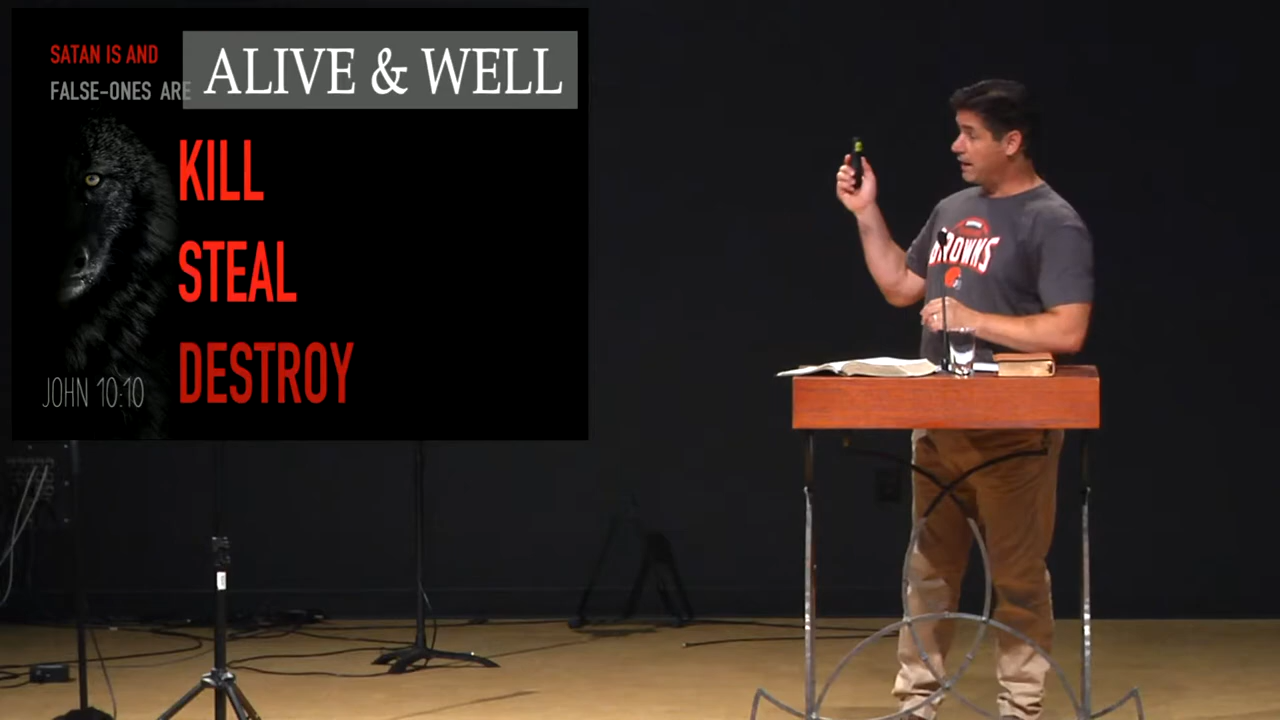 SATAN IS AND
FALSE-ONES ARE
ALIVE & WELL
KILL
STEAL
DESTROY
JOHN 10:10
BROWNS